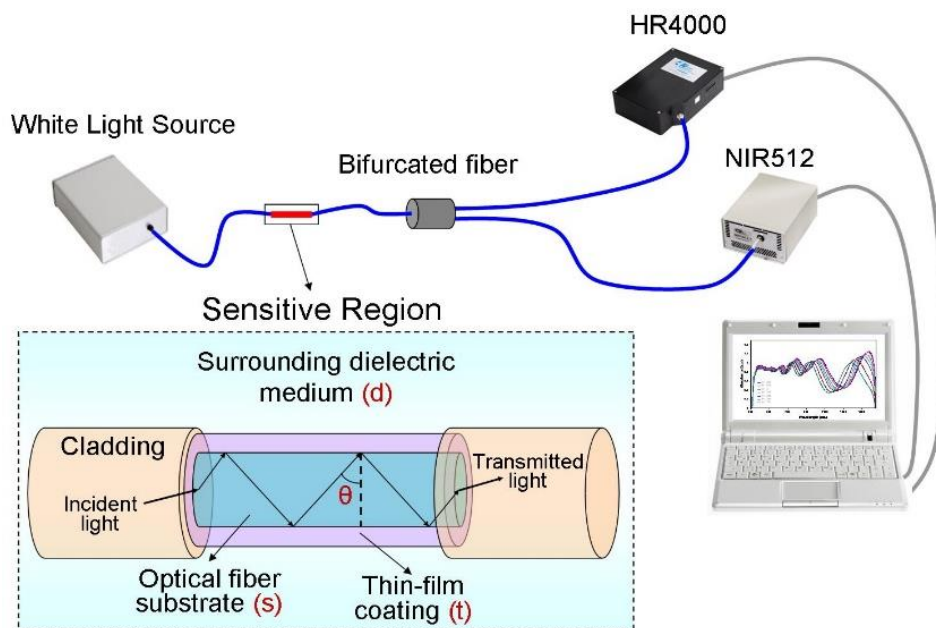 HR4000
White Light Source
Bifurcated fiber
NIR512
Sensitive Region
Surrounding dielectric
medium (d)
Cladding
Incident
light
θ
Transmitted
light
Optical fiber
substrate (s)
Thin-film
coating (t)